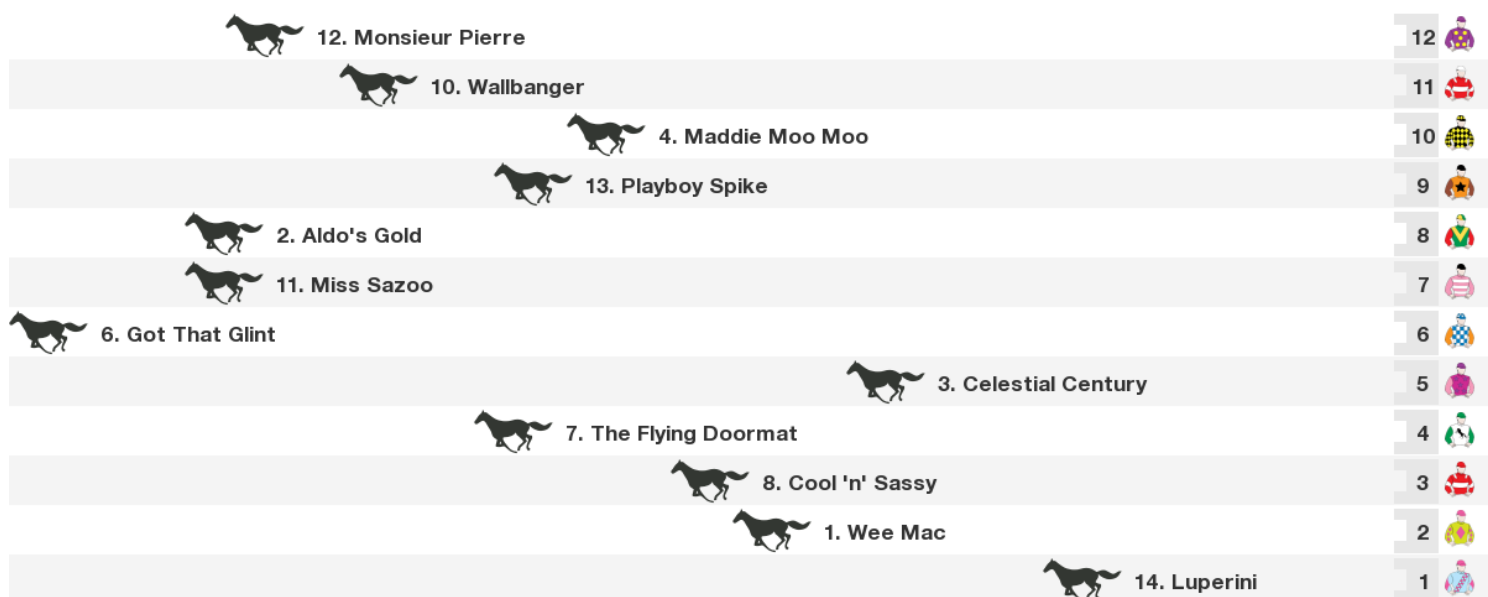 12. Monsieur Pierre 12
10. Wallbanger 11
4. Maddie Moo Moo 10
13. Playboy Spike 9
2. Aldo's Gold 8
11. Miss Sazoo 7
6. Got That Glint 6
3. Celestial Century 5
7. The Flying Doormat 4
8. Cool 'n' Sassy 3
1. Wee Mac 2
14. Luperini 1